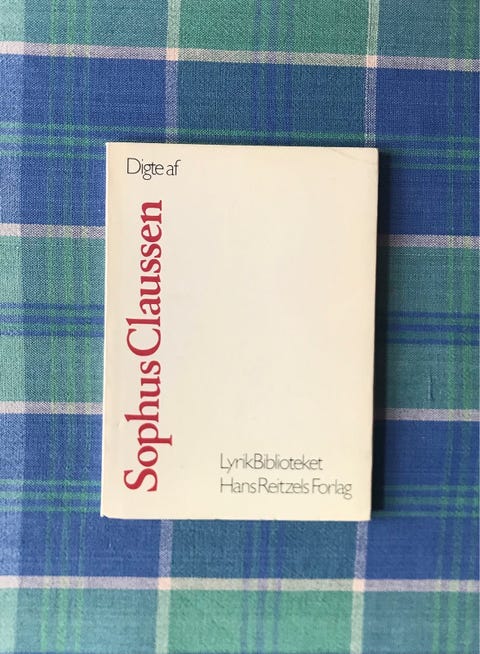 Digte af
Sophus Claussen
LyrikBiblioteket
Hans Reitzels Forlag